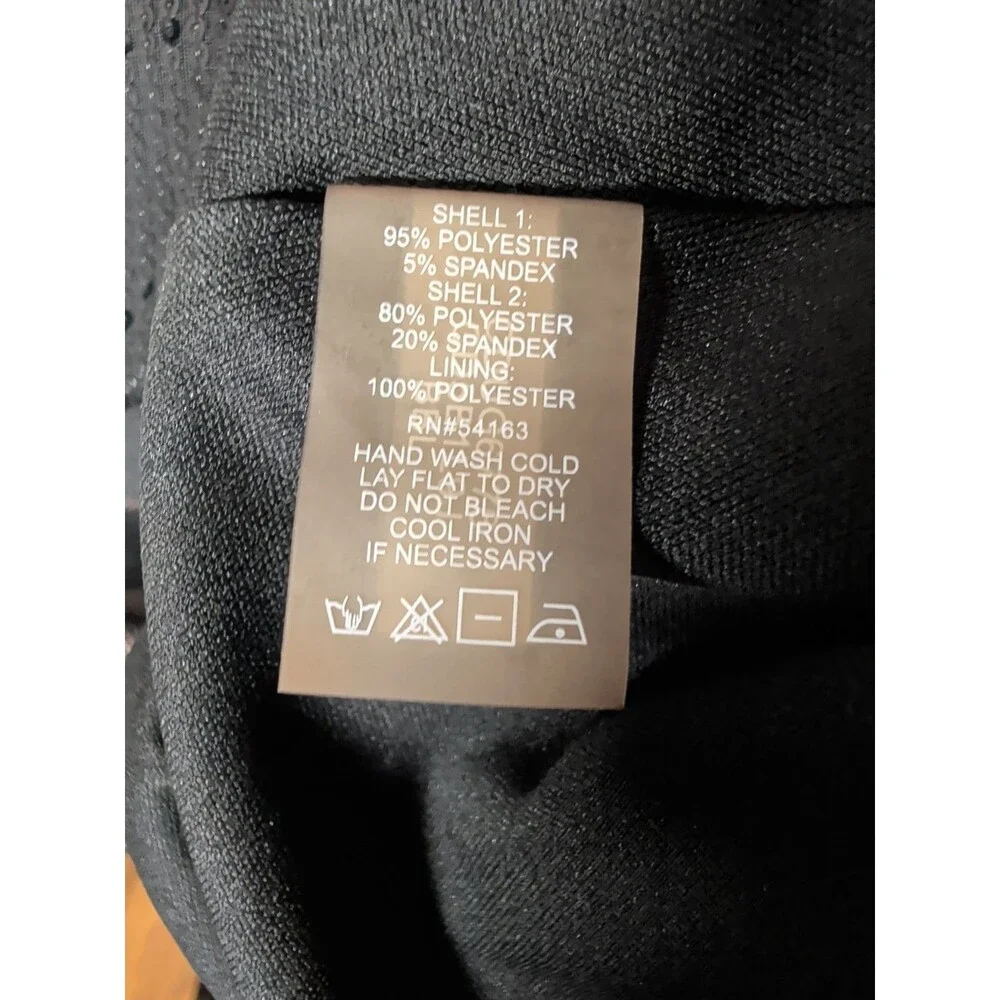 SHELL 1:
95% POLYESTER
5% SPANDEX
SHELL 2:
80% POLYESTER
20% SPANDEX
LINING:
100% POLYESTER
RN#54163
HAND WASH COLD
LAY FLAT TO DRY
DO NOT BLEACH
COOL IRON
IF NECESSARY